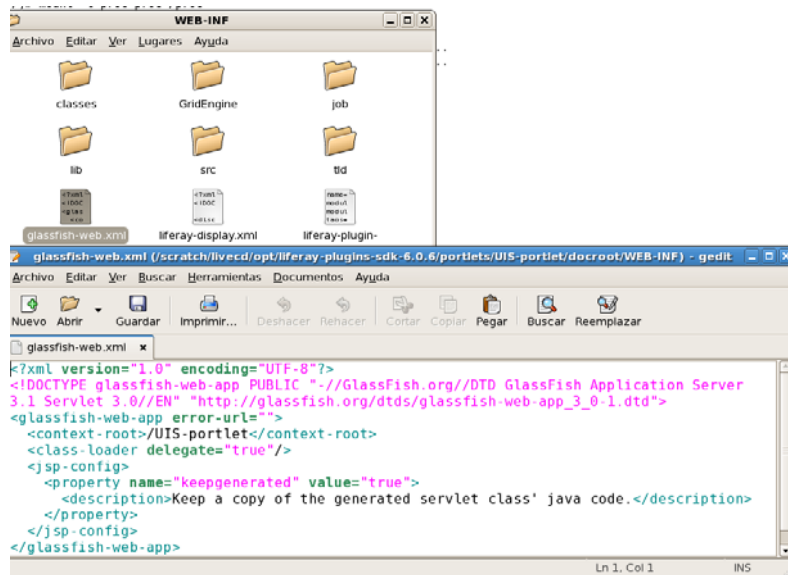 WEB-INF
Archivo Editar Ver Lugares Ayuda
classes GridEngine job
lib src tld
glassfish-web.xml liferay-display.xml liferay-plugin-
glassfish-web.xml (/scratch/livecd/opt/liferay-plugins-sdk-6.0.6/portlets/UIS-portlet/docroot/WEB-INF) - gedit
Archivo Editar Ver Buscar Herramientas Documentos Ayuda
Nuevo Abrir Guardar Imprimir... Deshacer Rehacer Cortar Copiar Pegar Buscar Reemplazar
glassfish-web.xml
<?xml version="1.0" encoding="UTF-8"?>
<!DOCTYPE glassfish-web-app PUBLIC "-//GlassFish.org//DTD GlassFish Application Server
3.1 Servlet 3.0//EN" "http://glassfish.org/dtds/glassfish-web-app_3_0-1.dtd">
<glassfish-web-app error-url="">
<context-root>/UIS-portlet</context-root>
<class-loader delegate="true"/>
<jsp-config>
<property name="keepgenerated" value="true">
<description>Keep a copy of the generated servlet class' java code.</description>
</property>
</jsp-config>
</glassfish-web-app>
Ln 1, Col 1 INS